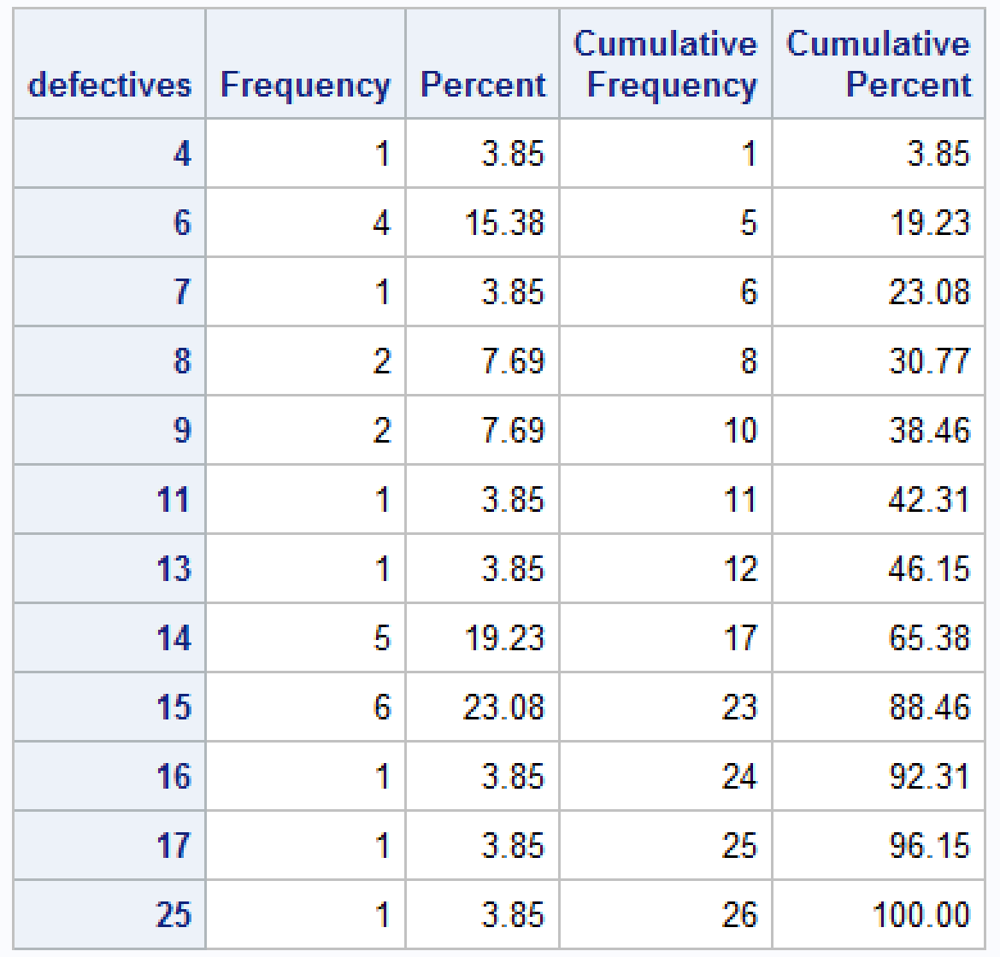 defectives Frequency Percent Cumulative Frequency Cumulative Percent
4 1 3.85 1 3.85
6 4 15.38 5 19.23
7 1 3.85 6 23.08
8 2 7.69 8 30.77
9 2 7.69 10 38.46
11 1 3.85 11 42.31
13 1 3.85 12 46.15
14 5 19.23 17 65.38
15 6 23.08 23 88.46
16 1 3.85 24 92.31
17 1 3.85 25 96.15
25 1 3.85 26 100.00